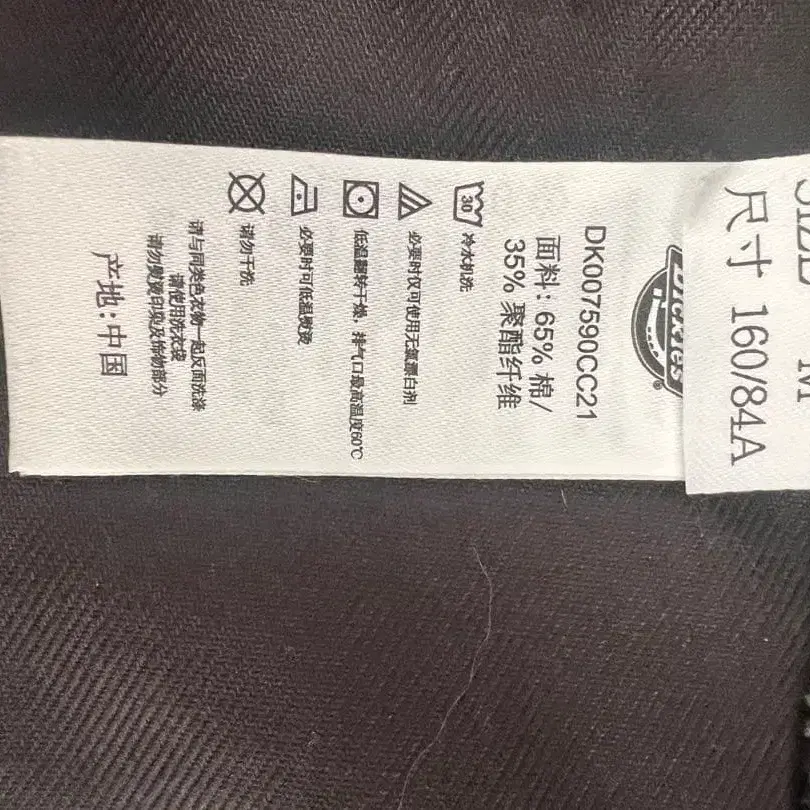 SIZE M
尺寸 160/84A
Dickies®
DK007590CC21
面料: 65% 棉/
35% 聚酯纤维
30
冷水机洗
必要时仅可使用无氯漂白剂
低温翻转干燥，排气口最高温度60℃
必要时可低温熨烫
请勿干洗
请与同类色衣物一起反面洗涤
请使用洗衣袋
请勿熨烫印花及饰物部分
产地:中国